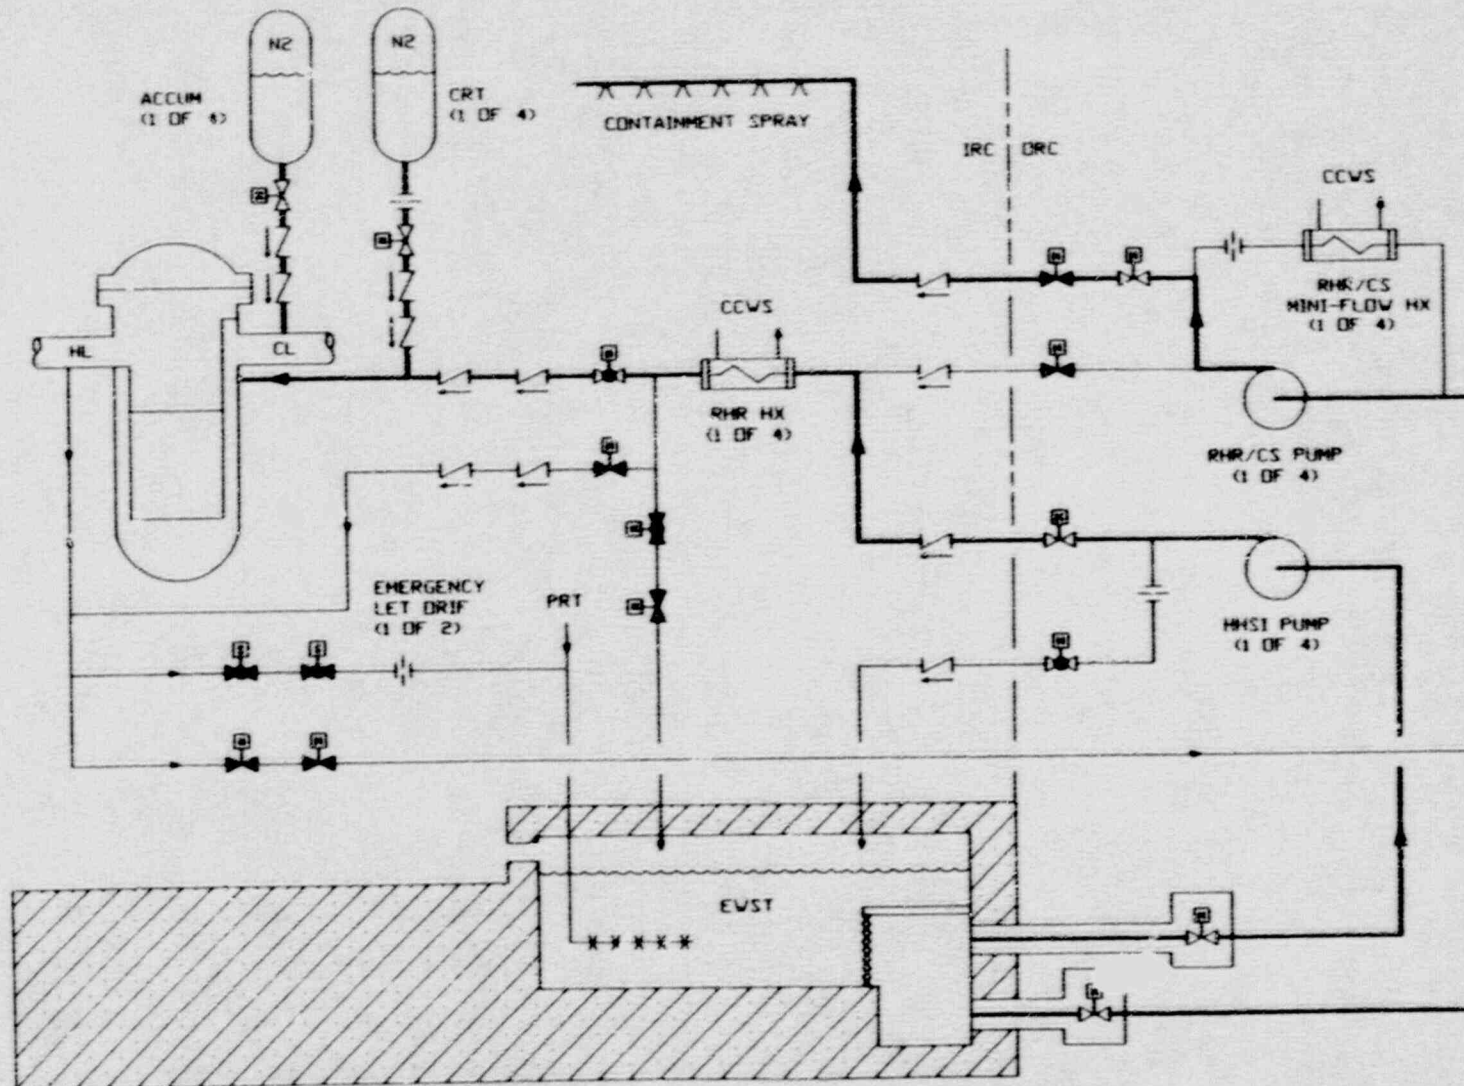 N2
N2
ACCUM
(1 OF 4)
CRT
(1 OF 4)
CONTAINMENT SPRAY
IRC
ORC
CCWS
RHR/CS
MINI-FLOW HX
(1 OF 4)
HL
CL
CCWS
RHR HX
(1 OF 4)
RHR/CS PUMP
(1 OF 4)
EMERGENCY
LET DRIF
(1 OF 2)
PRT
HHSI PUMP
(1 OF 4)
EWST